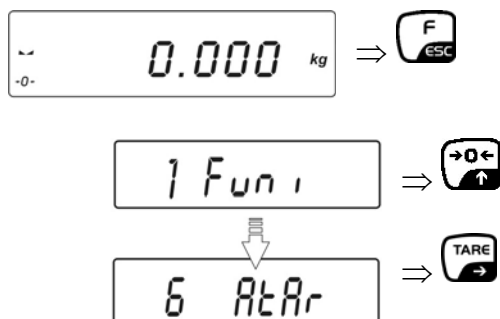 0.000 kg ⇒ F ESC
-0-
1 Funi ⇒ →0← ↑
6 AtAr ⇒ TARE →